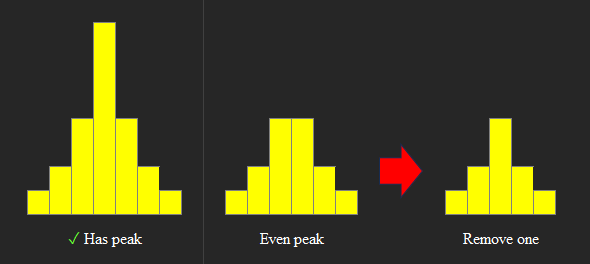 ✓ Has peak
Even peak
Remove one